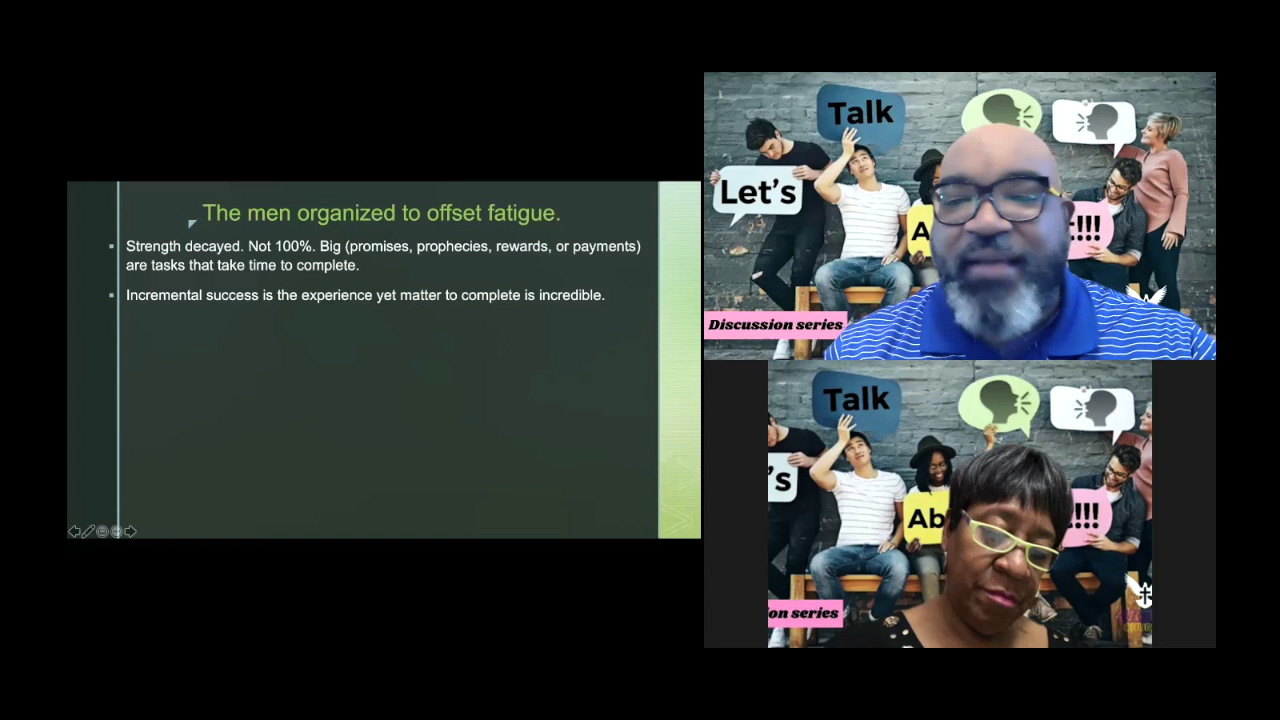 The men organized to offset fatigue.
Strength decayed. Not 100%. Big (promises, prophecies, rewards, or payments)
are tasks that take time to complete.
Incremental success is the experience yet matter to complete is incredible.
Talk
Let's
A
t!!!
Discussion series
Talk
's
Ab
t!!!
ion series